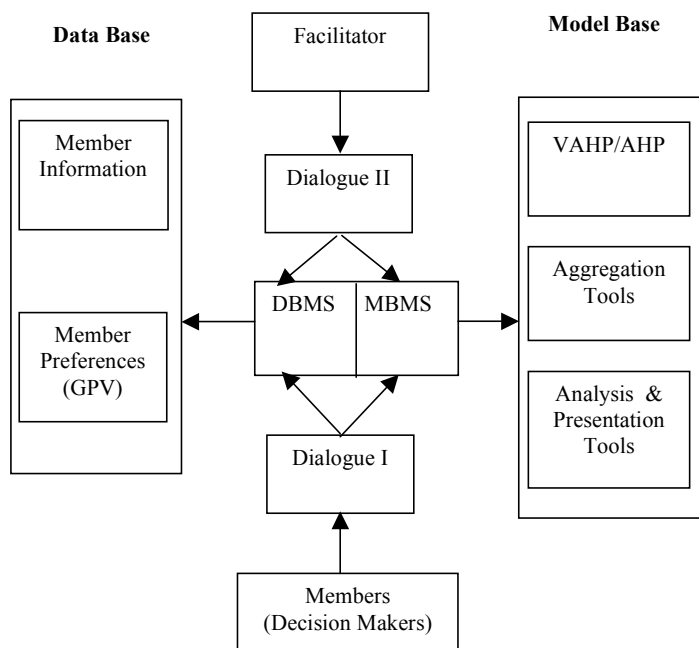 Data Base
Facilitator
Model Base
Member
Information
VAHP/AHP
Dialogue II
Aggregation
Tools
DBMS
MBMS
Member
Preferences
(GPV)
Analysis &
Presentation
Tools
Dialogue I
Members
(Decision Makers)